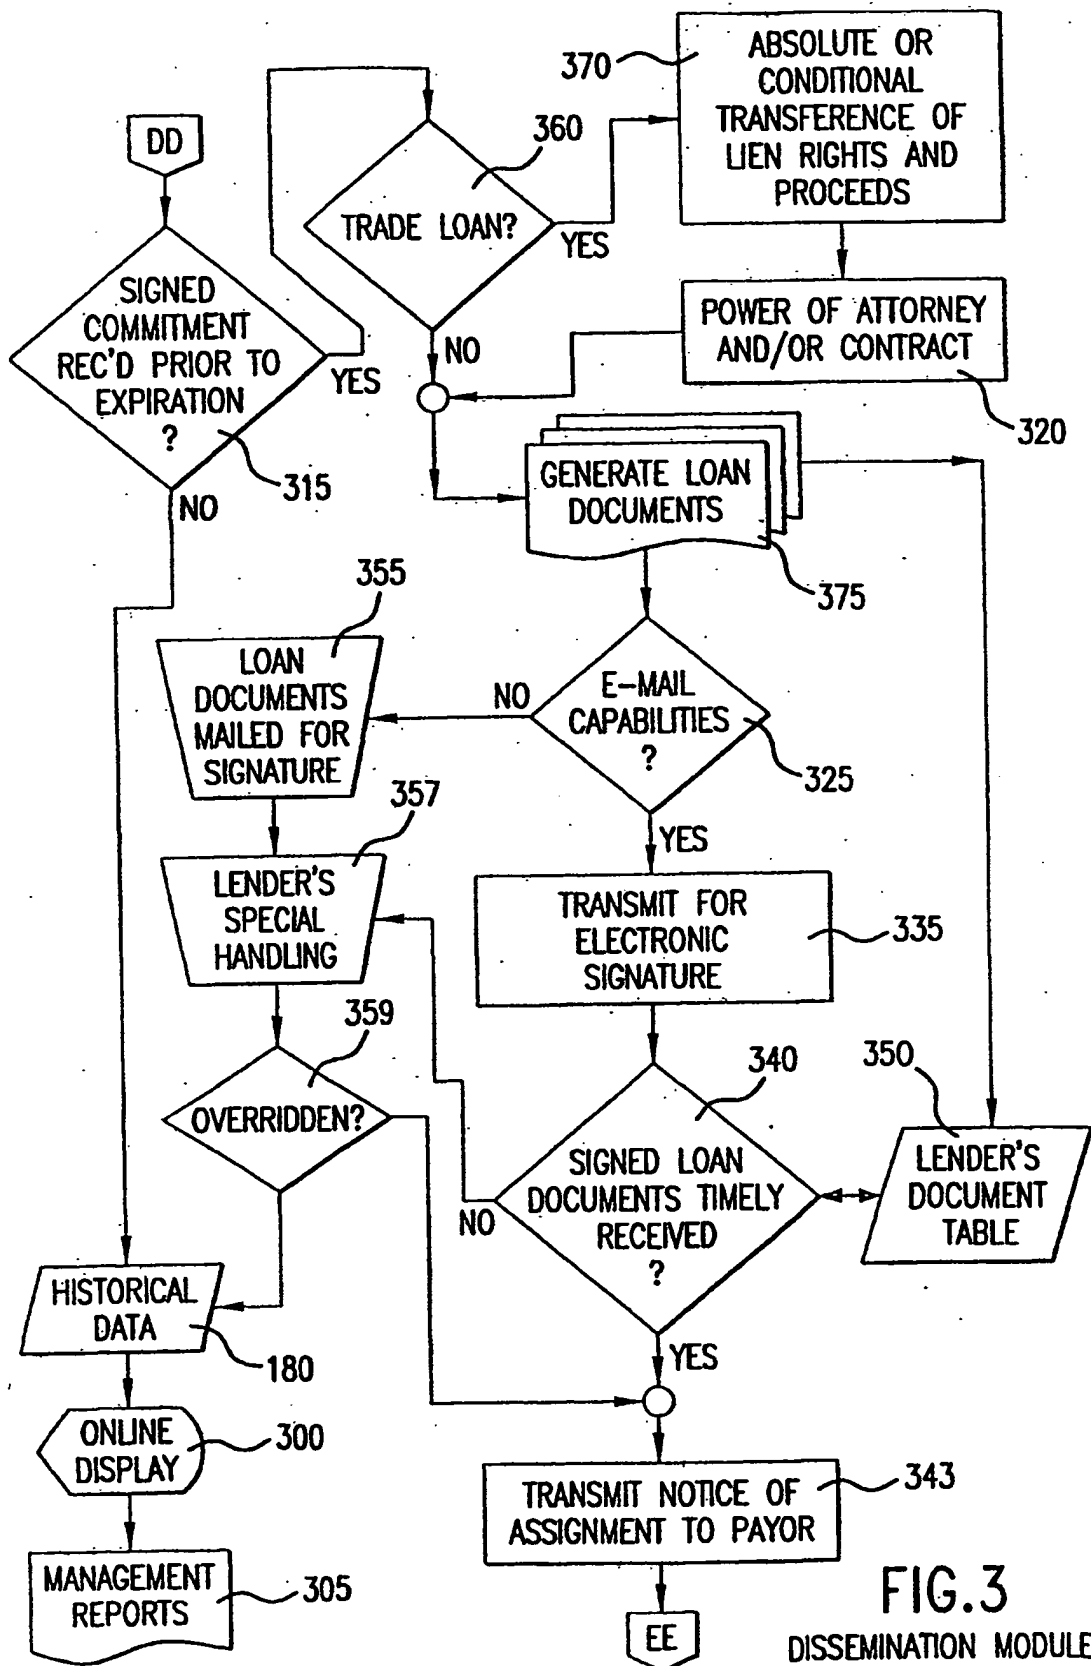 370
ABSOLUTE OR
CONDITIONAL
TRANSFERENCE OF
LIEN RIGHTS AND
PROCEEDS
DD
360
TRADE LOAN?
YES
NO
SIGNED
COMMITMENT
REC'D PRIOR TO
EXPIRATION
?
YES
315
NO
POWER OF ATTORNEY
AND/OR CONTRACT
320
GENERATE LOAN
DOCUMENTS
375
355
LOAN
DOCUMENTS
MAILED FOR
SIGNATURE
NO
E-MAIL
CAPABILITIES
?
325
YES
357
LENDER'S
SPECIAL
HANDLING
TRANSMIT FOR
ELECTRONIC
SIGNATURE
335
359
OVERRIDDEN?
340
SIGNED LOAN
DOCUMENTS TIMELY
RECEIVED
?
NO
YES
350
LENDER'S
DOCUMENT
TABLE
HISTORICAL
DATA
180
ONLINE
DISPLAY
300
MANAGEMENT
REPORTS
305
TRANSMIT NOTICE OF
ASSIGNMENT TO PAYOR
343
EE
FIG.3
DISSEMINATION MODULE